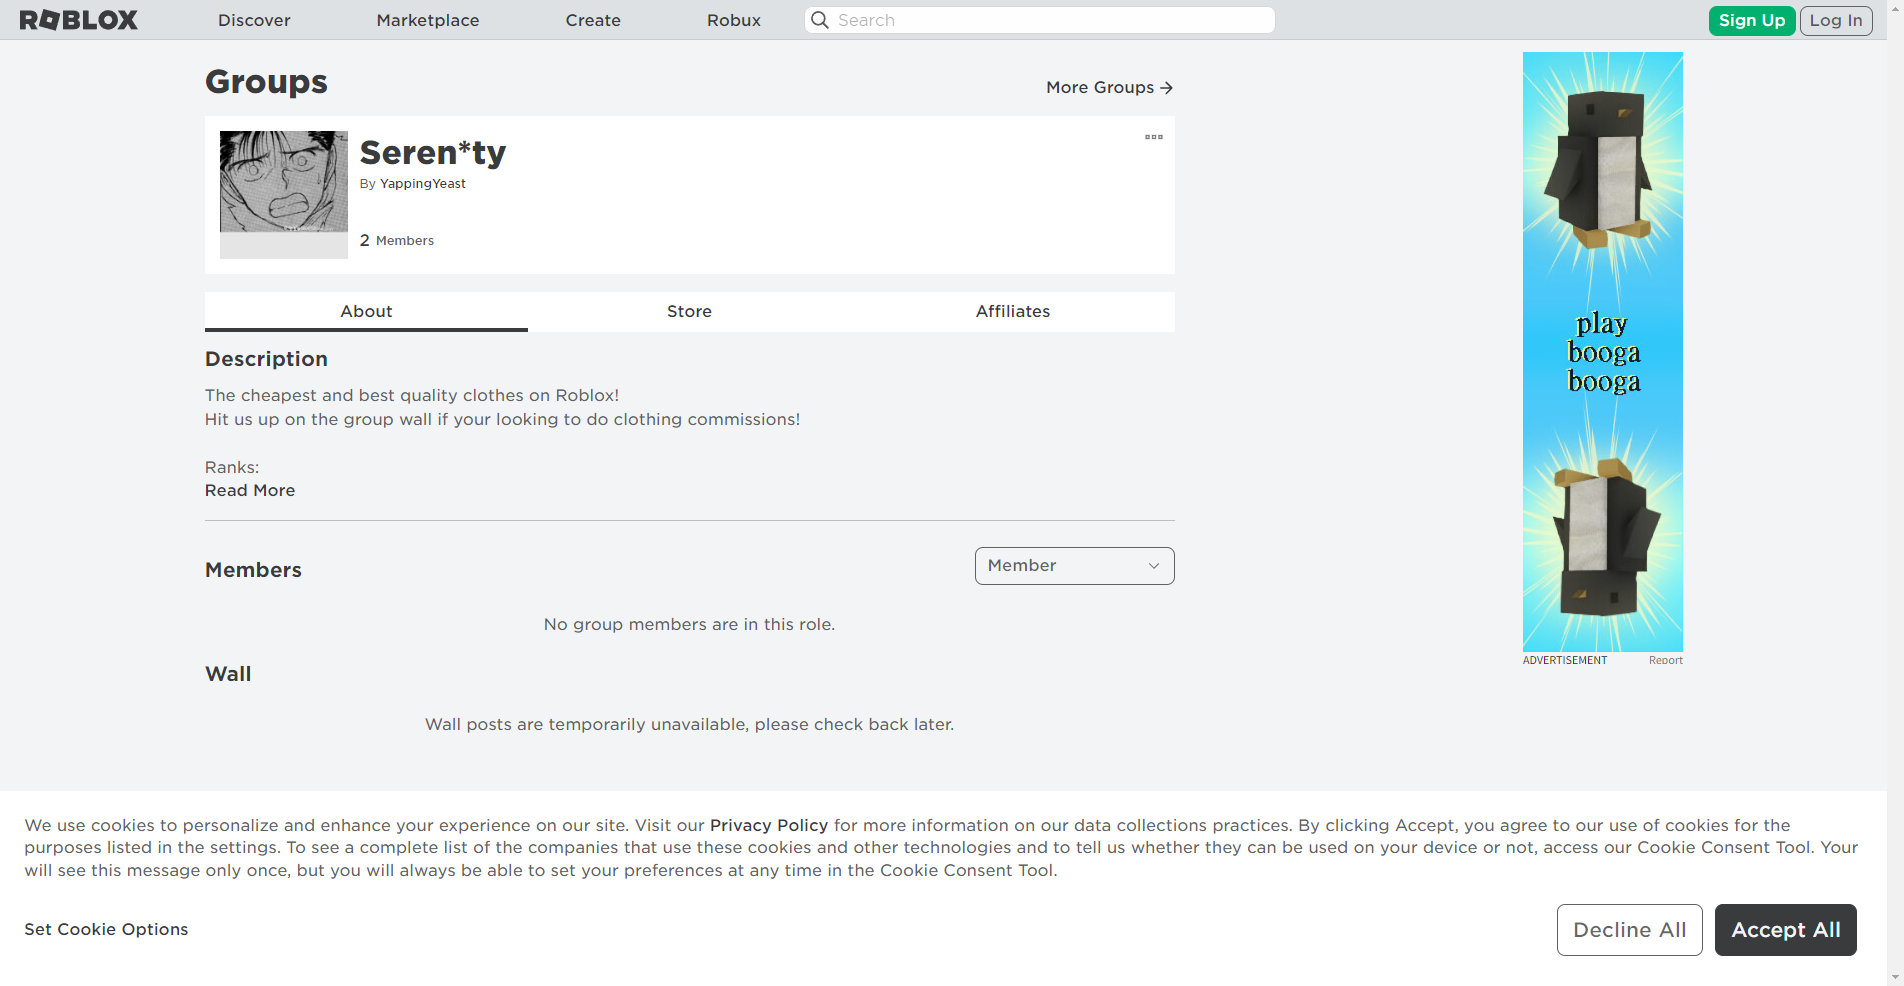 ROBLOX
Discover
Marketplace
Create
Robux
Search
Sign Up
Log In
Groups
More Groups
Seren*ty
By YappingYeast
2 Members
About
Store
Affiliates
Description
The cheapest and best quality clothes on Roblox!
Hit us up on the group wall if your looking to do clothing commissions!
Ranks:
Read More
Members
Member
No group members are in this role.
Wall
Wall posts are temporarily unavailable, please check back later.
play
booga
booga
ADVERTISEMENT
Report
We use cookies to personalize and enhance your experience on our site. Visit our Privacy Policy for more information on our data collections practices. By clicking Accept, you agree to our use of cookies for the
purposes listed in the settings. To see a complete list of the companies that use these cookies and other technologies and to tell us whether they can be used on your device or not, access our Cookie Consent Tool. Your
will see this message only once, but you will always be able to set your preferences at any time in the Cookie Consent Tool.
Set Cookie Options
Decline All
Accept All